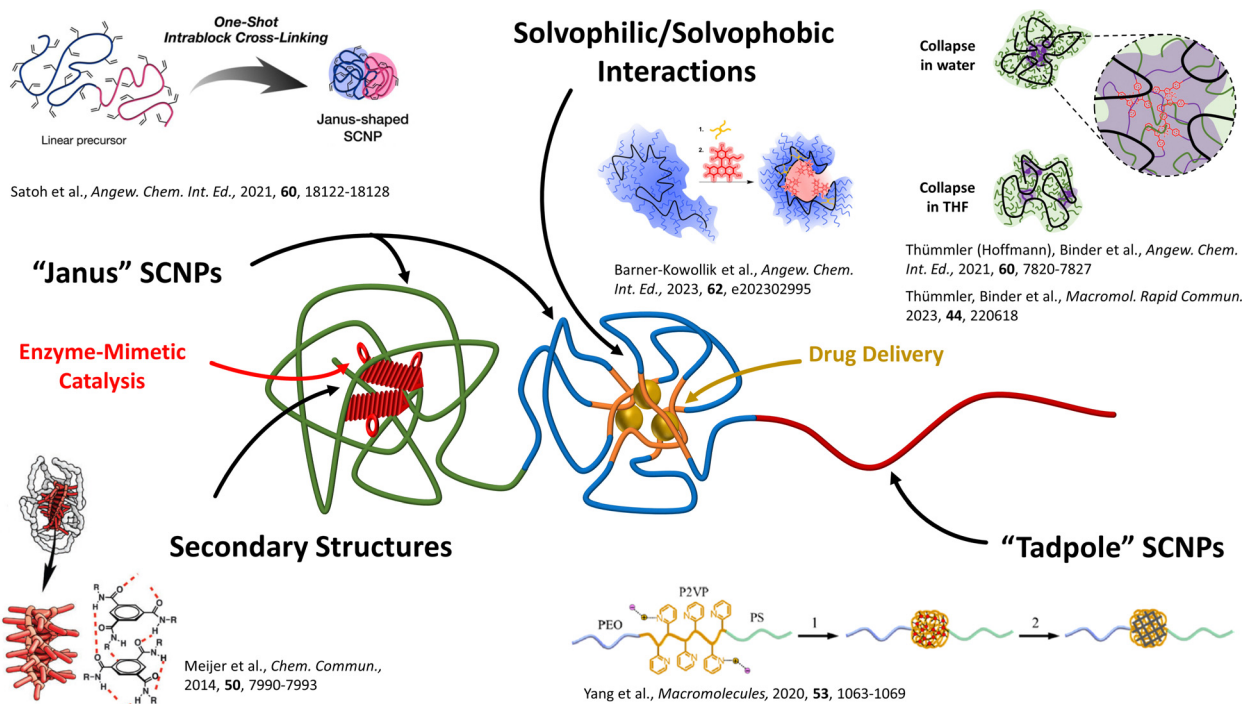 One-Shot
Intrablock Cross-Linking
Linear precursor
Janus-shaped
SCNP
Satoh et al., Angew. Chem. Int. Ed., 2021, 60, 18122-18128
Solvophilic/Solvophobic
Interactions
1.
2.
Barner-Kowollik et al., Angew. Chem.
Int. Ed., 2023, 62, e202302995
Collapse
in water
Collapse
in THF
Thümmler (Hoffmann), Binder et al., Angew. Chem.
Int. Ed., 2021, 60, 7820-7827
Thümmler, Binder et al., Macromol. Rapid Commun.
2023, 44, 220618
“Janus” SCNPs
Enzyme-Mimetic
Catalysis
Drug Delivery
Secondary Structures
“Tadpole” SCNPs
R
O
O
R
N
N
H
H
O
N
H
R
R
H
O
O
N
H
N
R
O
N
H
R
Meijer et al., Chem. Commun.,
2014, 50, 7990-7993
PEO
P2VP
PS
N
N
N
N
N
N
1
2
Yang et al., Macromolecules, 2020, 53, 1063-1069